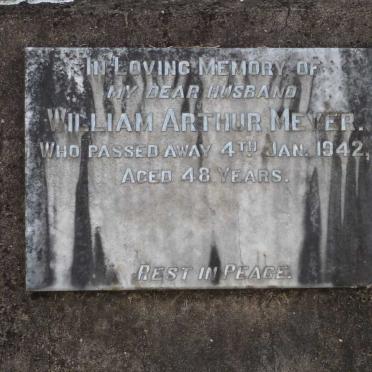 IN LOVING MEMORY OF
MY DEAR HUSBAND
WILLIAM ARTHUR MEYER.
WHO PASSED AWAY 4TH JAN. 1942,
AGED 48 YEARS.
REST IN PEACE.